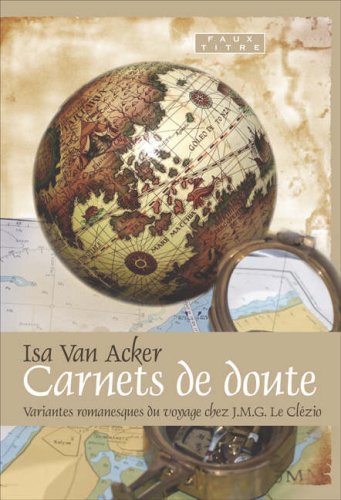 FAUX
TITRE
Isa Van Acker
Carnets de doute
Variantes romanesques du voyage chez J.M.G. Le Clézio